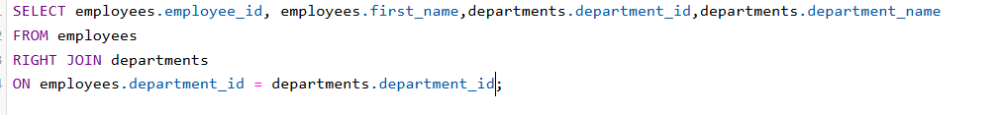 SELECT employees.employee_id, employees.first_name,departments.department_id,departments.department_name
FROM employees
RIGHT JOIN departments
ON employees.department_id = departments.department_id;